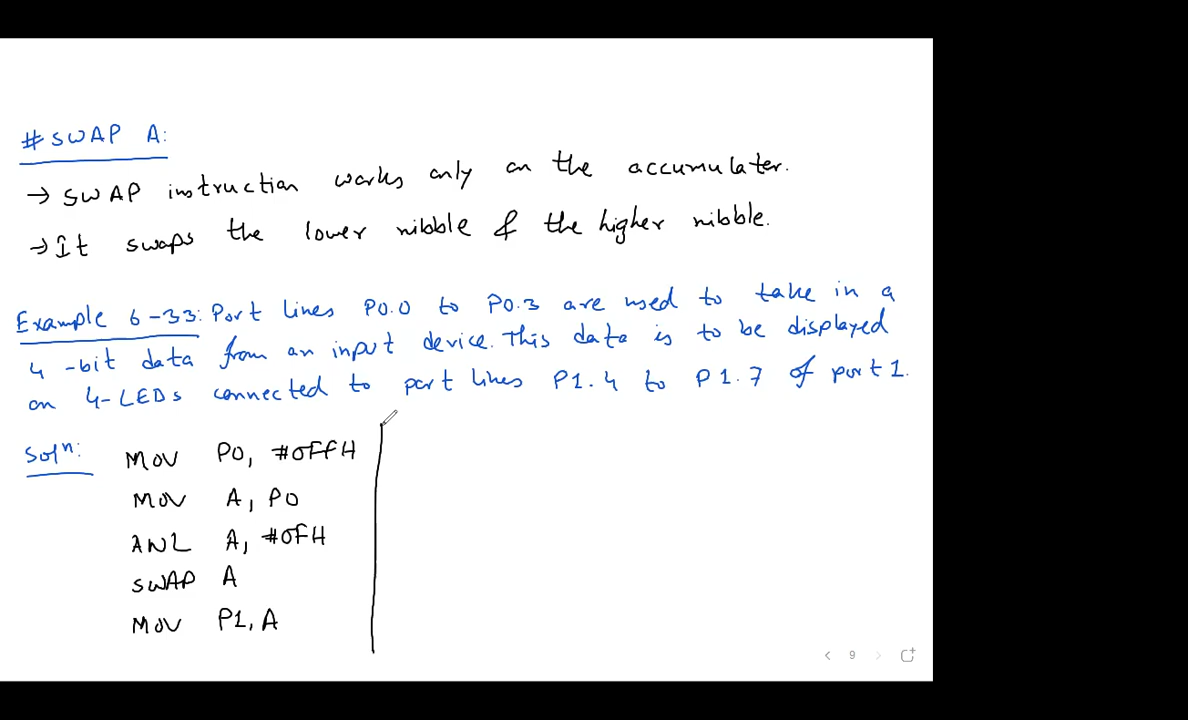 # SWAP A:
→ SWAP instruction works only on the accumulater.
→ It swaps the lower nibble & the higher nibble.
Example 6-33: Port lines P0.0 to P0.3 are used to take in a
4-bit data from an input device. This data is to be displayed
on 4-LEDs connected to port lines P1.4 to P1.7 of port 1.
Solⁿ: MOV P0, #0FFH
MOV A, P0
ANL A, #0FH
SWAP A
MOV P1, A
< 9 >